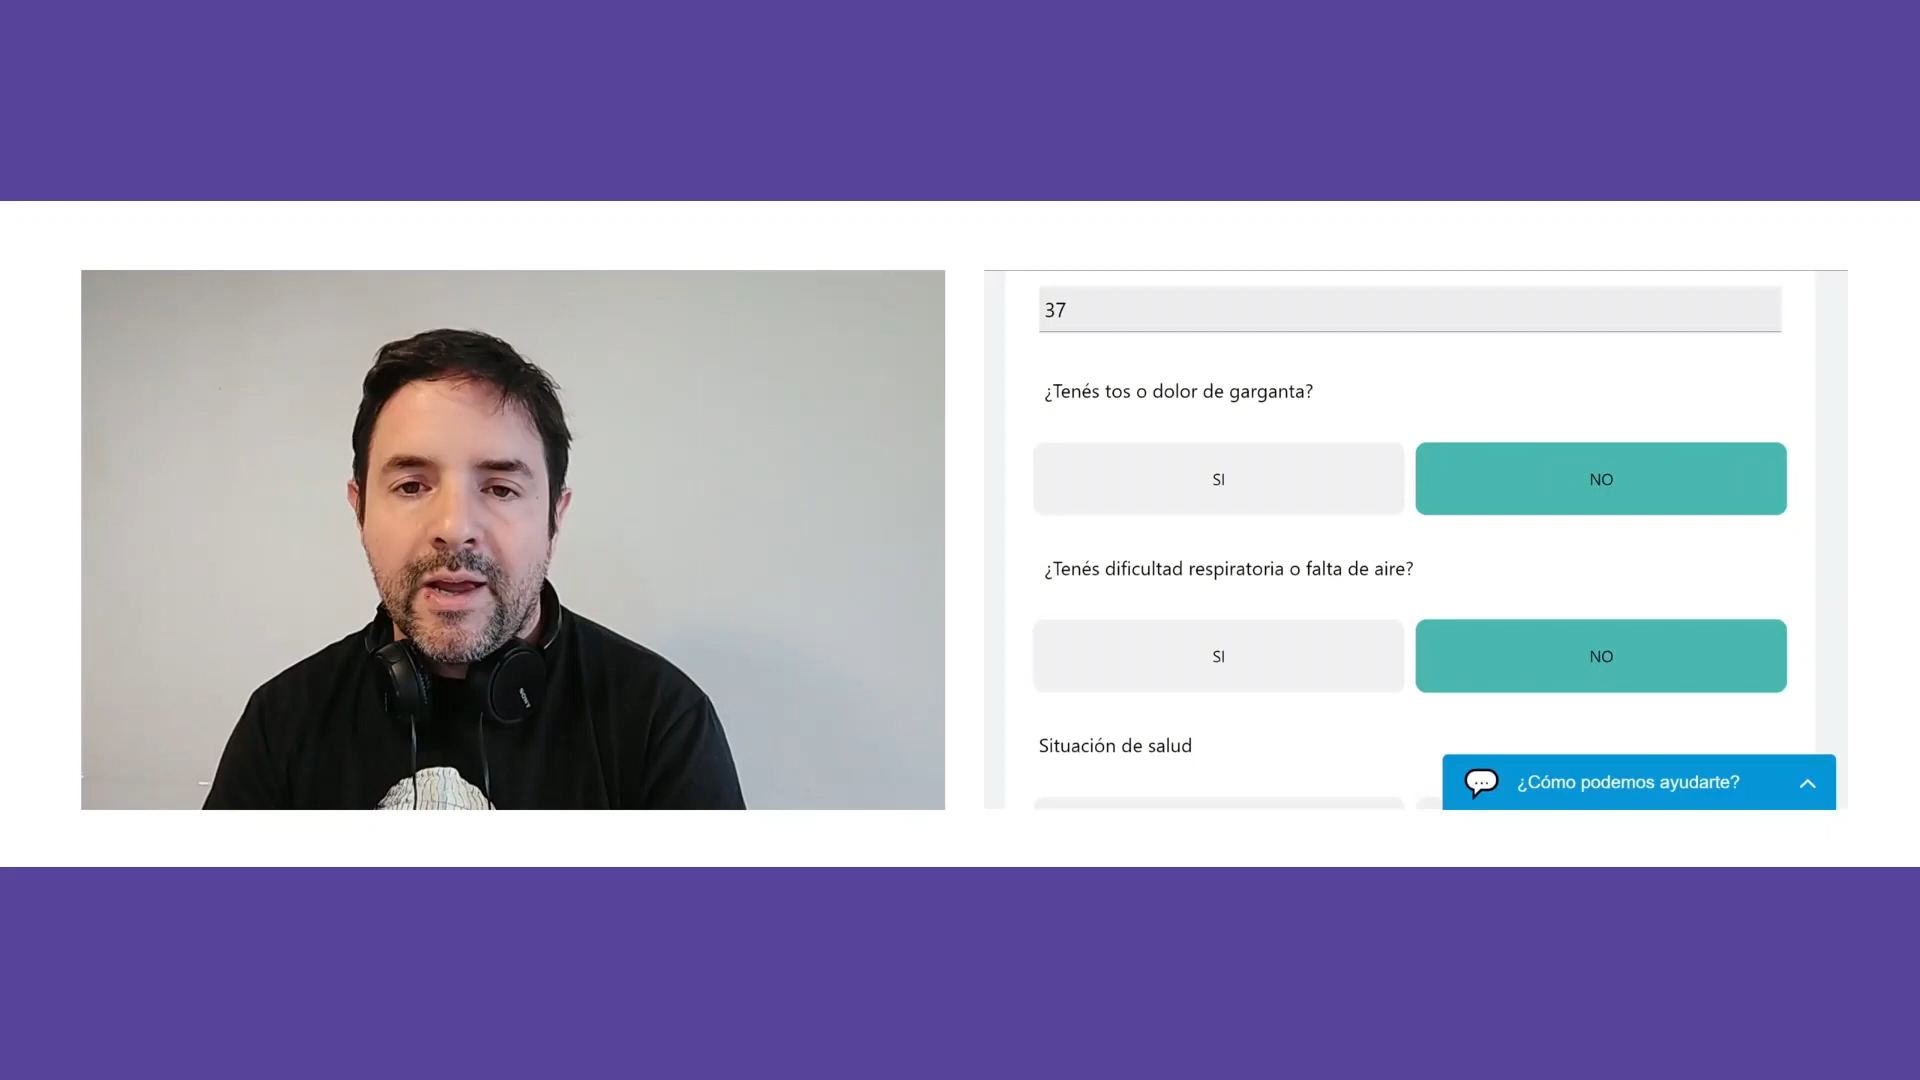 37
¿Tenés tos o dolor de garganta?
SI
NO
¿Tenés dificultad respiratoria o falta de aire?
SI
NO
Situación de salud
¿Cómo podemos ayudarte?
SONY